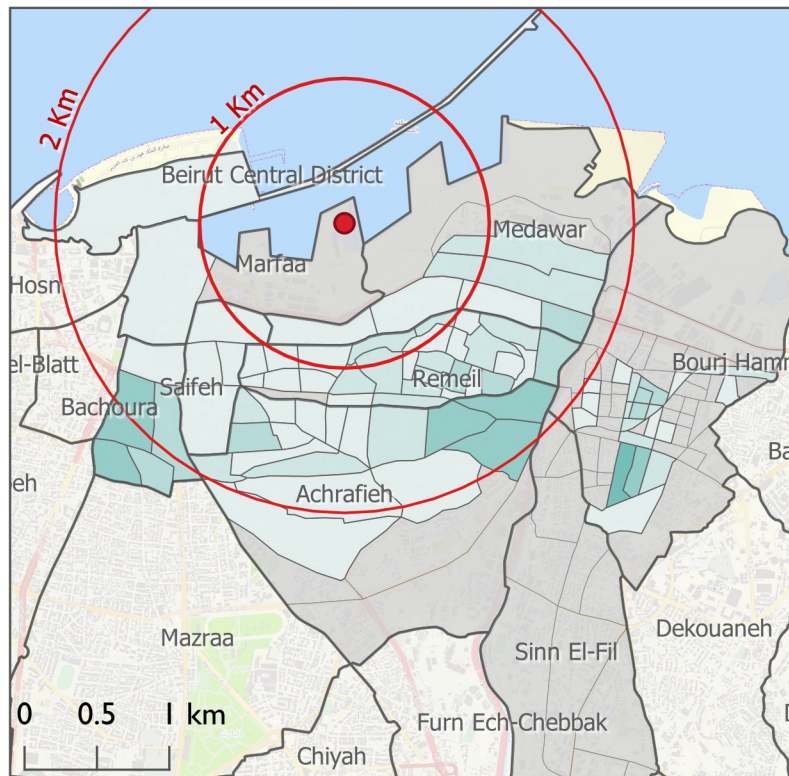 2 Km
1 Km
Beirut Central District
Medawar
Marfaa
Hosn
el-Blatt
Bourj Hamm
Remeil
Saifeh
Bachoura
Ba
eh
Achrafieh
Mazraa
Dekouaneh
Sinn El-Fil
0 0.5 1 km
Furn Ech-Chebbak
D
Chiyah